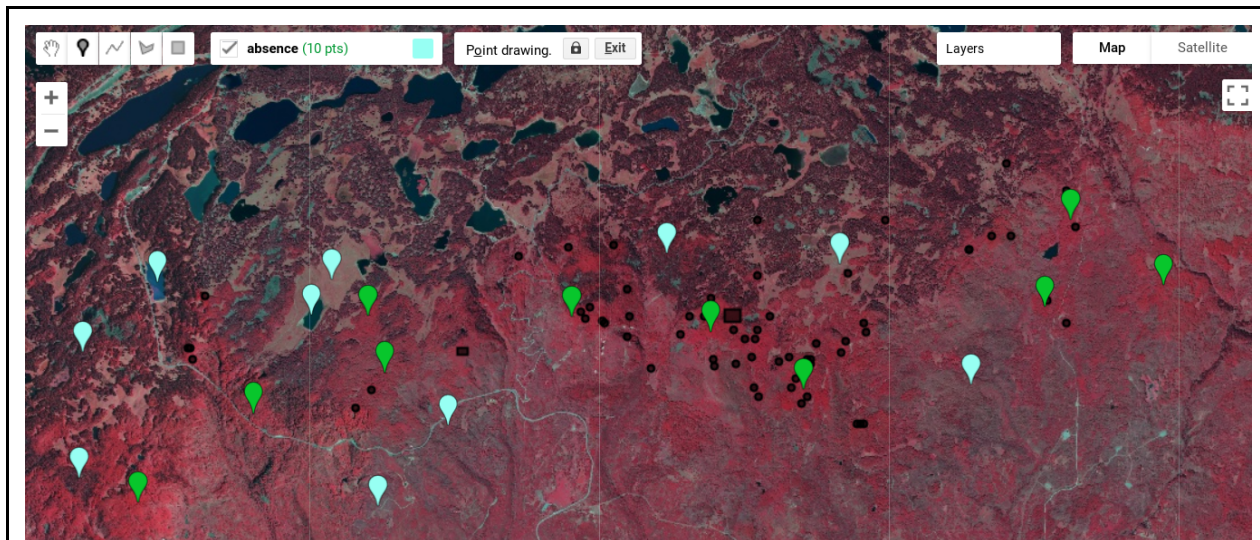 absence (10 pts)
Point drawing.
Exit
Layers
Map
Satellite